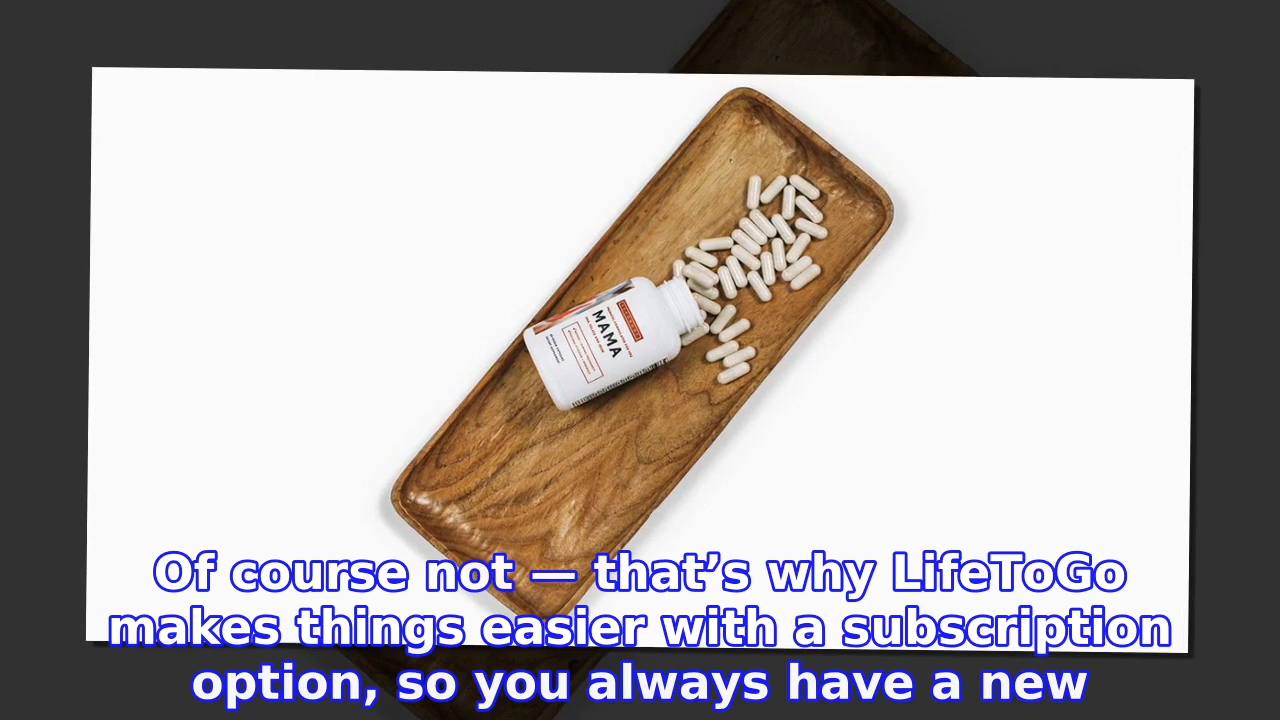 MAMA
Of course not — that’s why LifeToGo
makes things easier with a subscription
option, so you always have a new